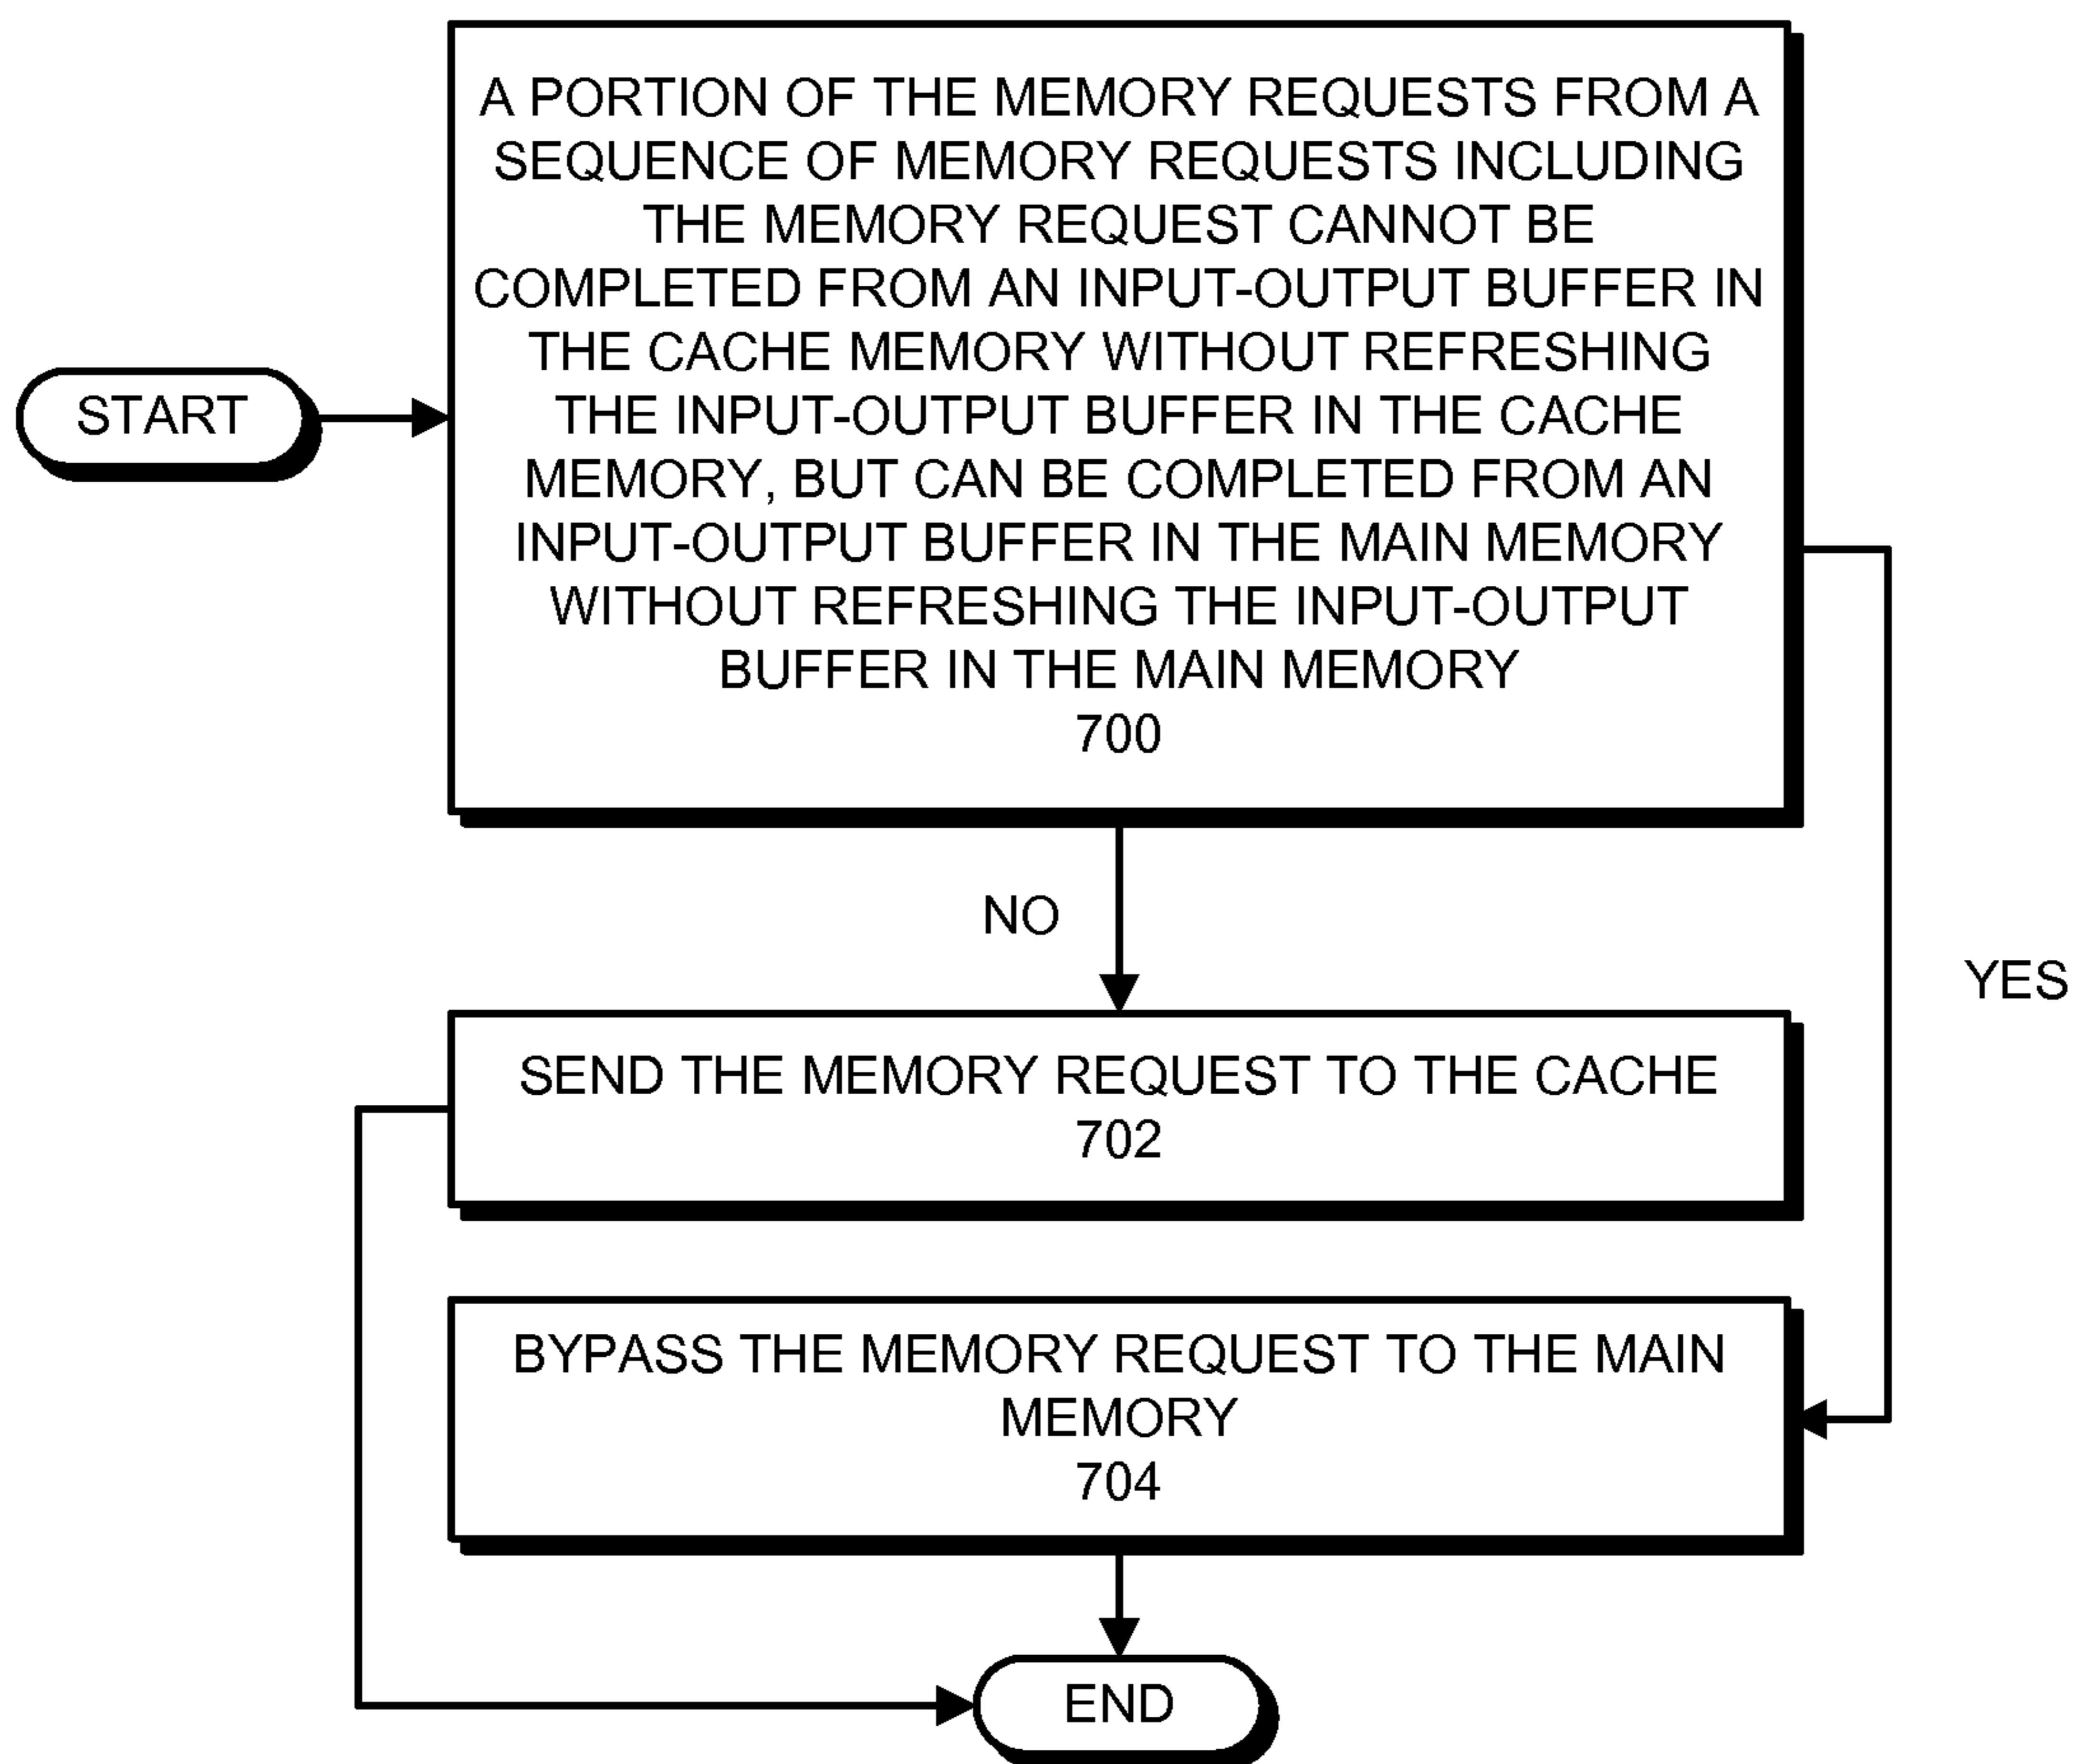 A PORTION OF THE MEMORY REQUESTS FROM A
SEQUENCE OF MEMORY REQUESTS INCLUDING
THE MEMORY REQUEST CANNOT BE
COMPLETED FROM AN INPUT-OUTPUT BUFFER IN
THE CACHE MEMORY WITHOUT REFRESHING
THE INPUT-OUTPUT BUFFER IN THE CACHE
MEMORY, BUT CAN BE COMPLETED FROM AN
INPUT-OUTPUT BUFFER IN THE MAIN MEMORY
WITHOUT REFRESHING THE INPUT-OUTPUT
BUFFER IN THE MAIN MEMORY
700
START
NO
YES
SEND THE MEMORY REQUEST TO THE CACHE
702
BYPASS THE MEMORY REQUEST TO THE MAIN
MEMORY
704
END